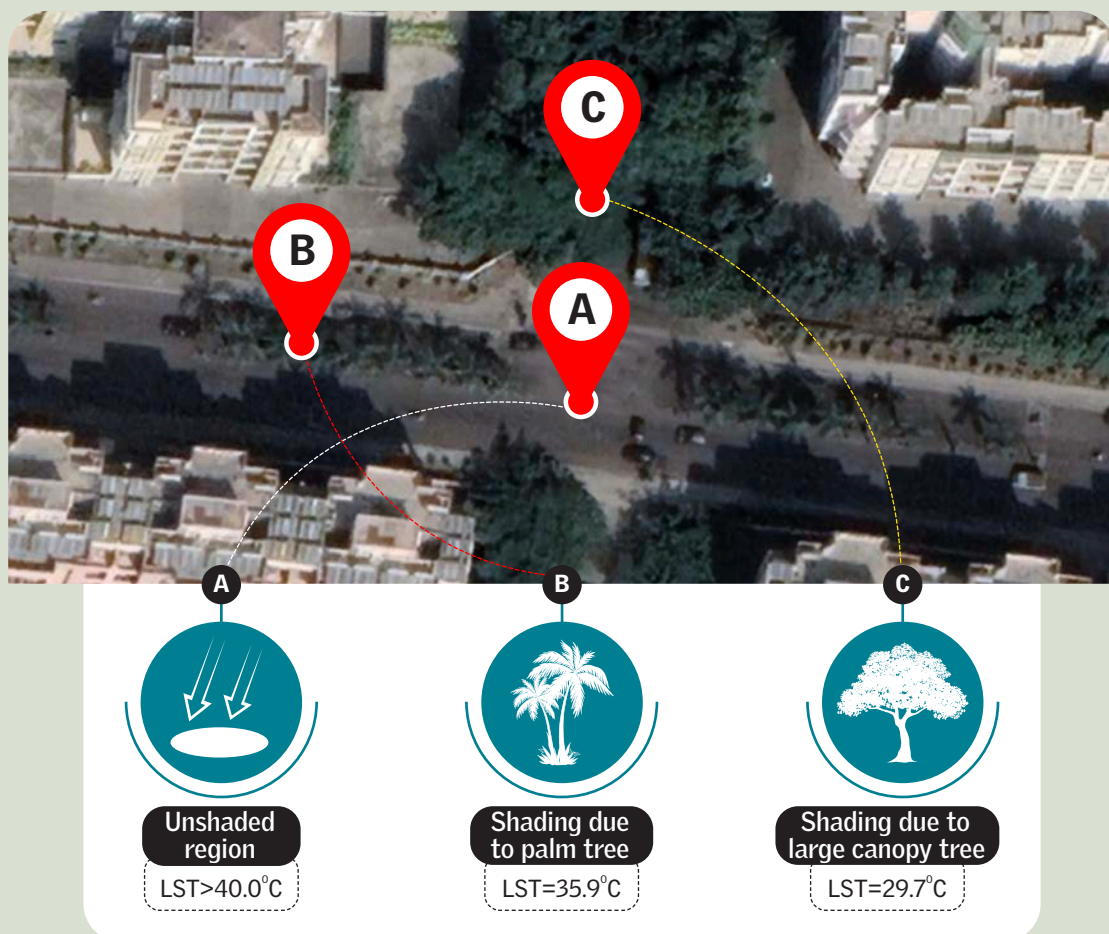 C
B
A
A
B
C
Unshaded
region
LST>40.0°C
Shading due
to palm tree
LST=35.9°C
Shading due to
large canopy tree
LST=29.7°C